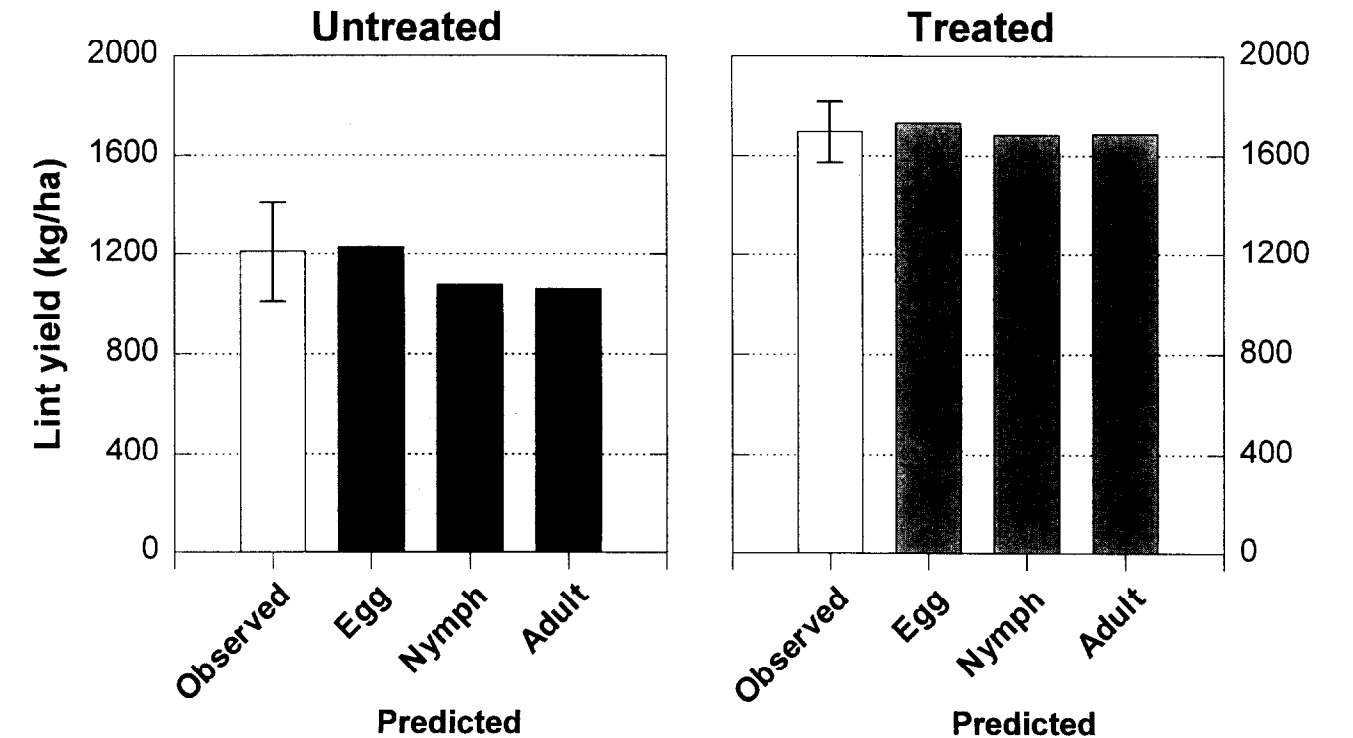 Untreated
Treated
Lint yield (kg/ha)
2000
1600
1200
800
400
0
2000
1600
1200
800
400
0
Observed
Egg
Nymph
Adult
Observed
Egg
Nymph
Adult
Predicted
Predicted